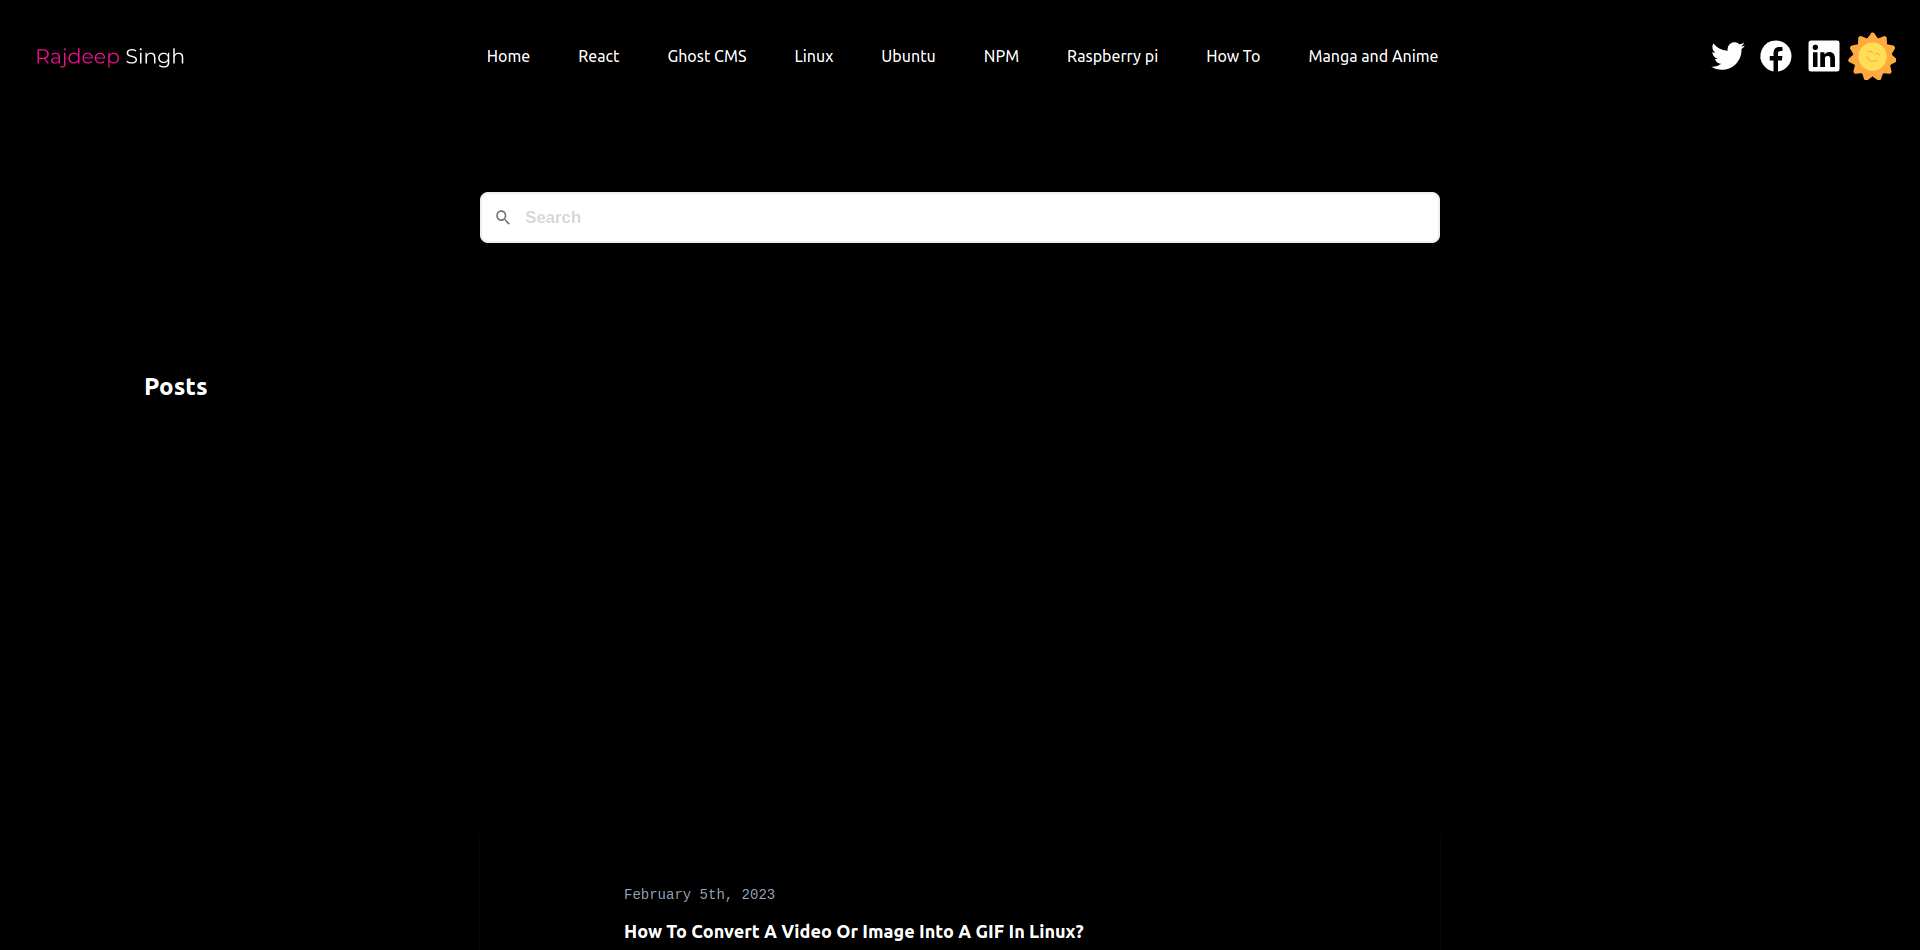 Rajdeep Singh
Home React Ghost CMS Linux Ubuntu NPM Raspberry pi How To Manga and Anime
Search
Posts
February 5th, 2023
How To Convert A Video Or Image Into A GIF In Linux?